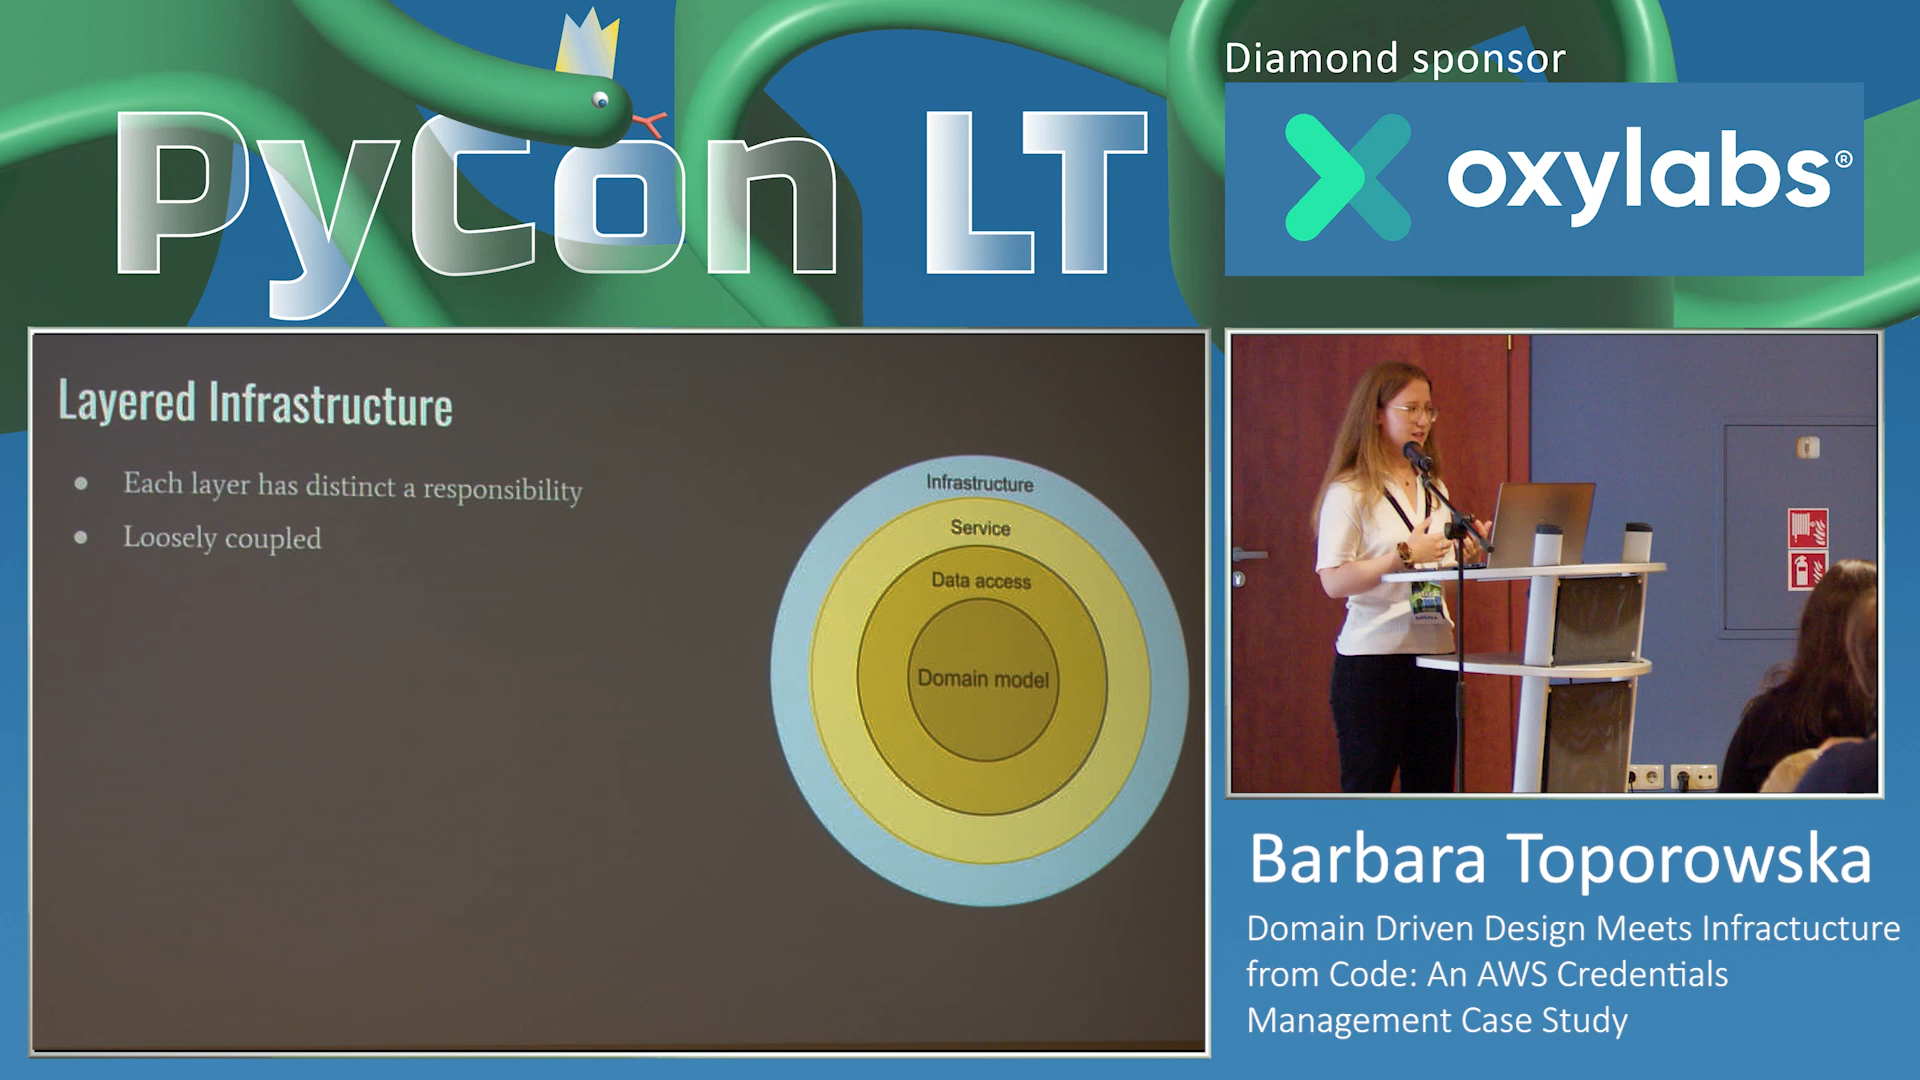 PyCon LT
Diamond sponsor
oxylabs®
Layered Infrastructure
Each layer has distinct a responsibility
Loosely coupled
Infrastructure
Service
Data access
Domain model
Barbara Toporowska
Domain Driven Design Meets Infractucture
from Code: An AWS Credentials
Management Case Study